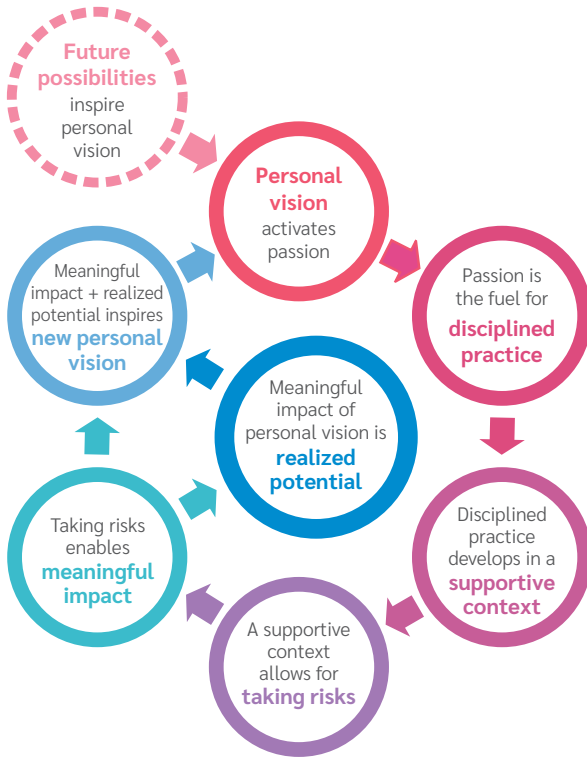 Future
possibilities
inspire
personal
vision
Personal
vision
activates
passion
Passion is
the fuel for
disciplined
practice
Disciplined
practice
develops in a
supportive
context
A supportive
context
allows for
taking risks
Taking risks
enables
meaningful
impact
Meaningful
impact of
personal vision is
realized
potential
Meaningful
impact + realized
potential inspires
new personal
vision